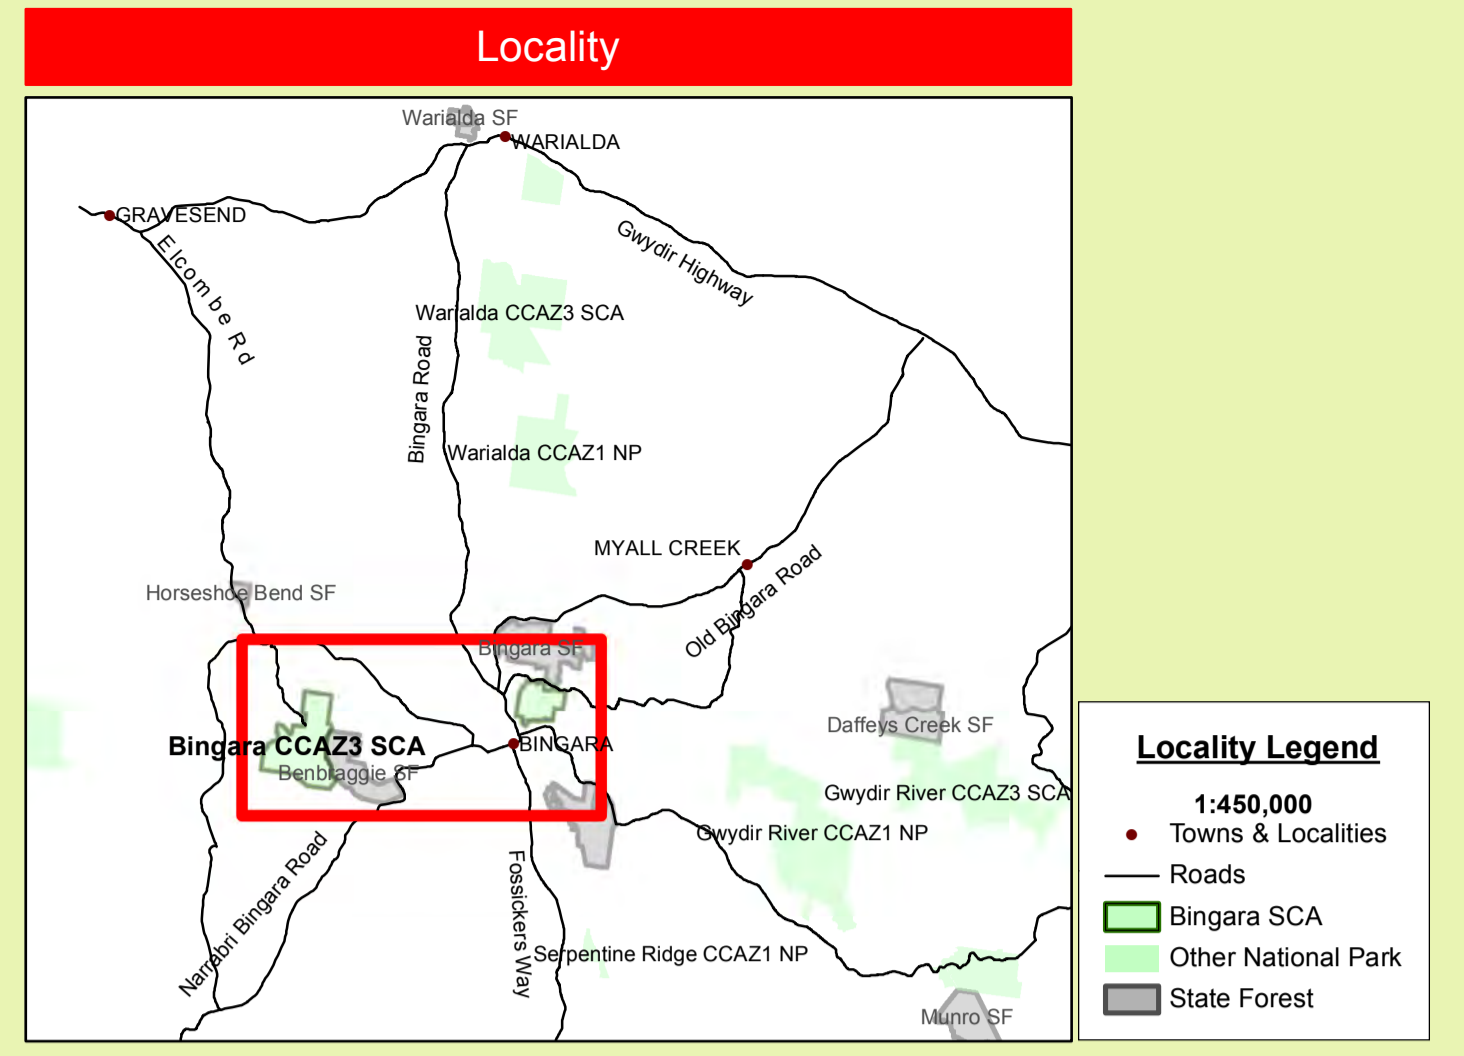 Locality
Warialda SF
WARIALDA
GRAVESEND
Elcombe Rd
Gwydir Highway
Warialda CCAZ3 SCA
Bingara Road
Warialda CCAZ1 NP
MYALL CREEK
Old Bingara Road
Horseshoe Bend SF
Bingara SF
Bingara CCAZ3 SCA
BINGARA
Benbraggie SF
Daffeys Creek SF
Gwydir River CCAZ3 SCA
Gwydir River CCAZ1 NP
Narrabri Bingara Road
Fossickers Way
Serpentine Ridge CCAZ1 NP
Munro SF
Locality Legend
1:450,000
Towns & Localities
Roads
Bingara SCA
Other National Park
State Forest